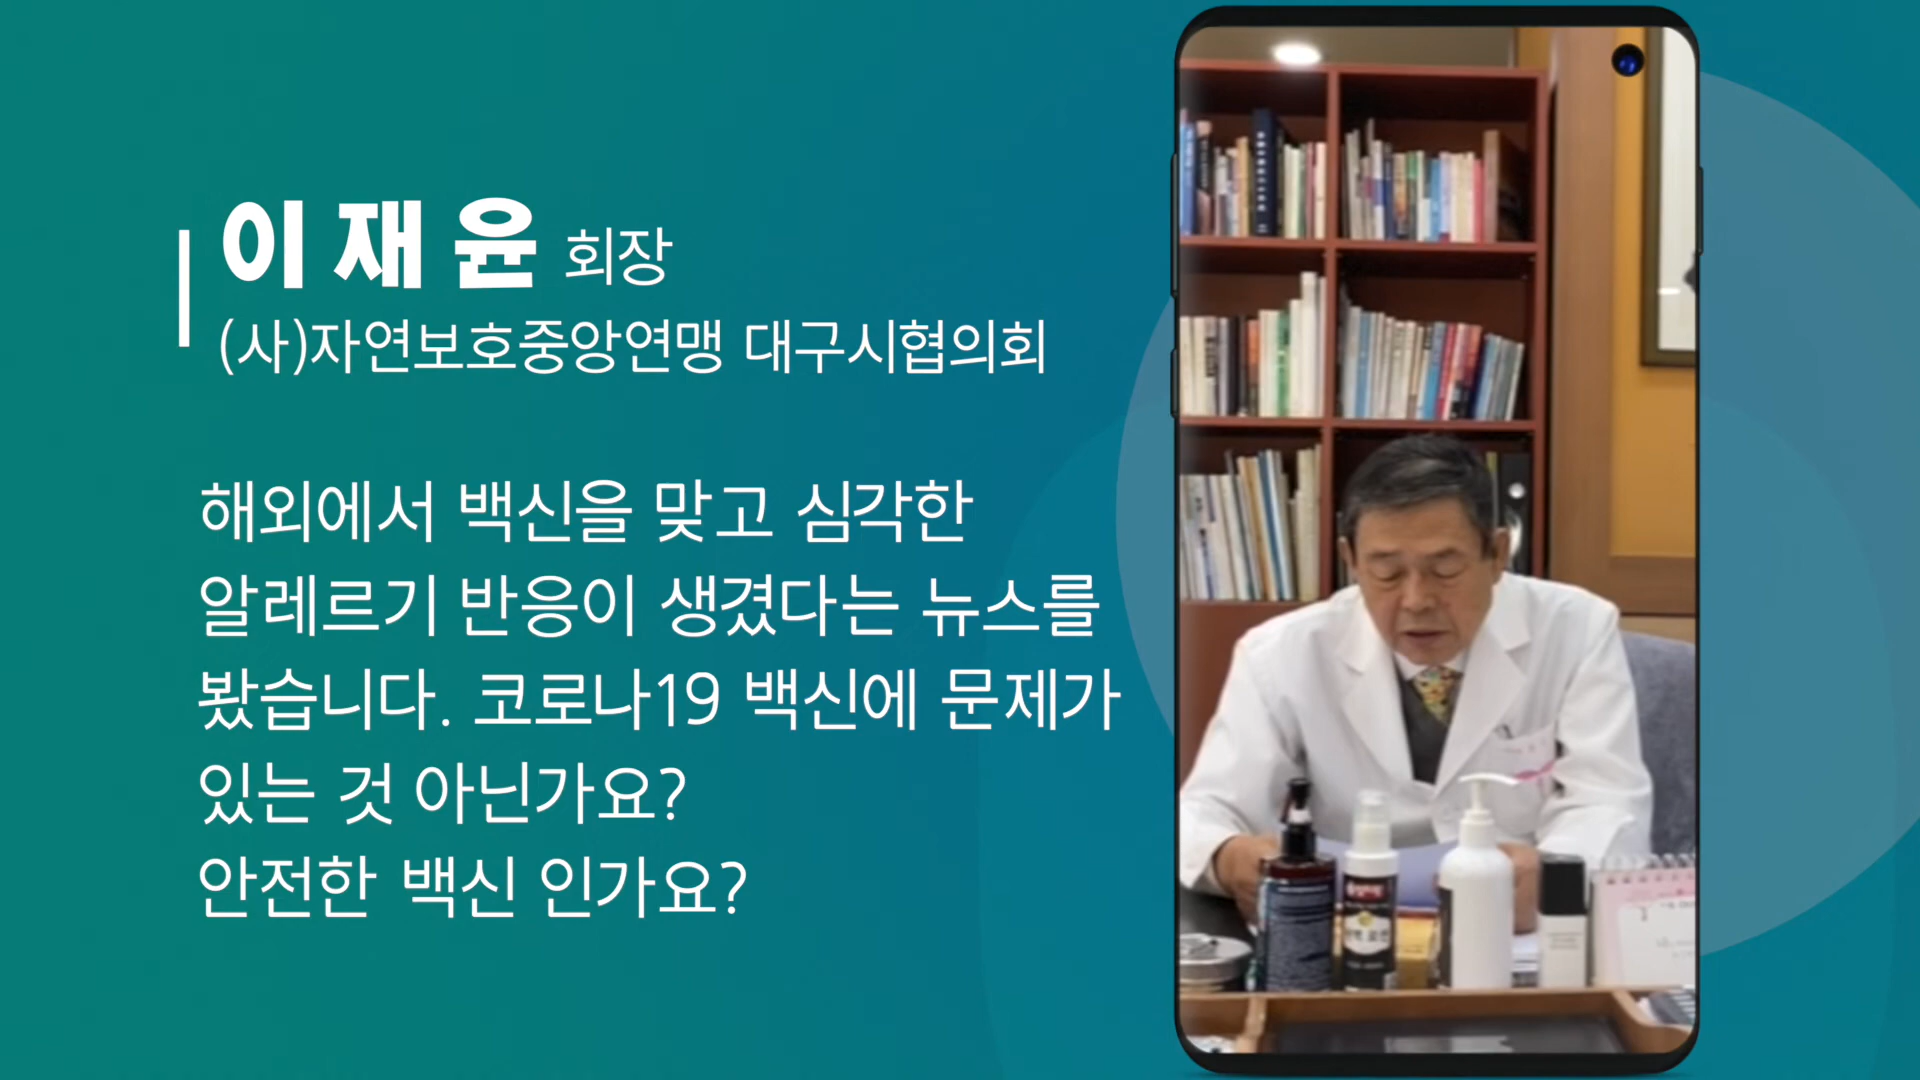 이재윤 회장
(사)자연보호중앙연맹 대구시협의회
해외에서 백신을 맞고 심각한
알레르기 반응이 생겼다는 뉴스를
봤습니다. 코로나19 백신에 문제가
있는 것 아닌가요?
안전한 백신 인가요?